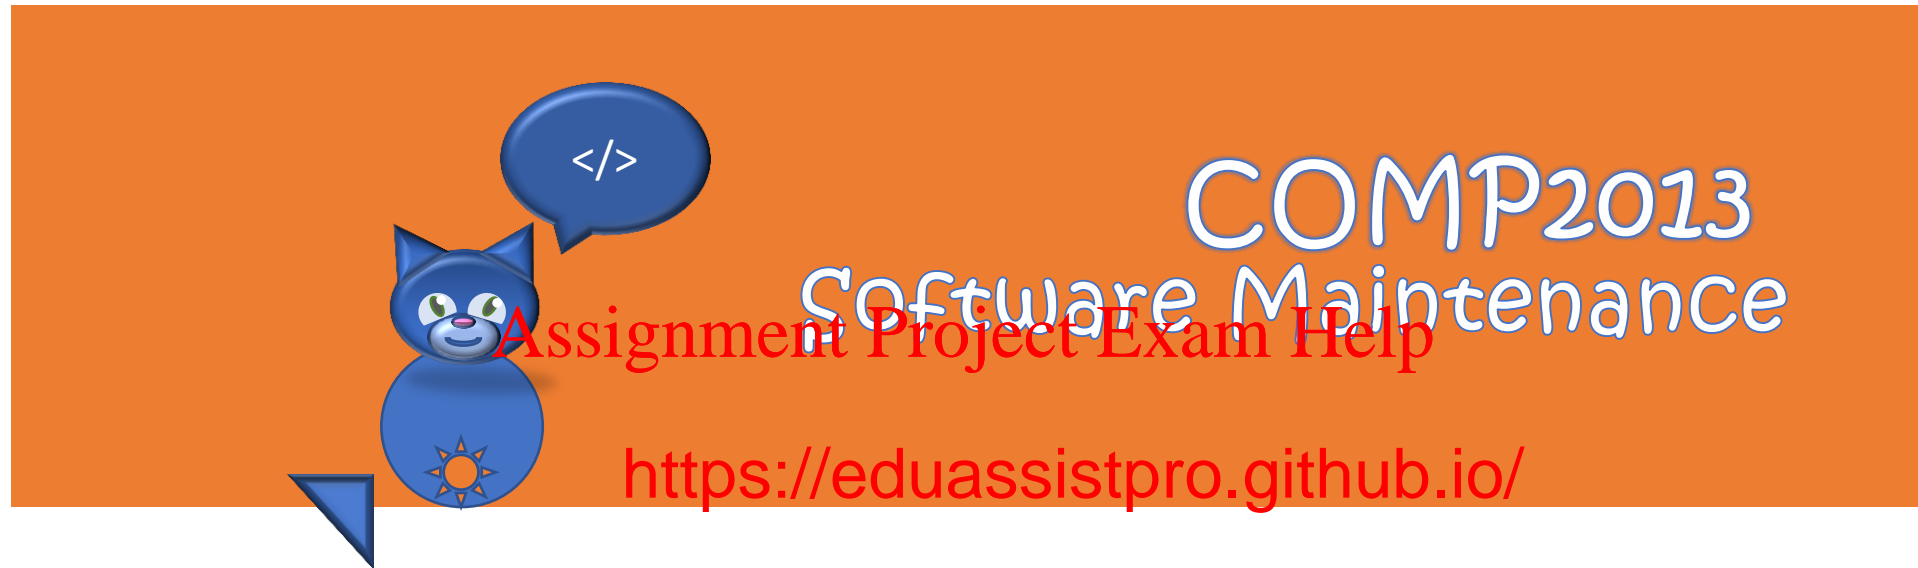 </>
COMP2013
Software Maintenance
Assignment Project Exam Help
https://eduassistpro.github.io/